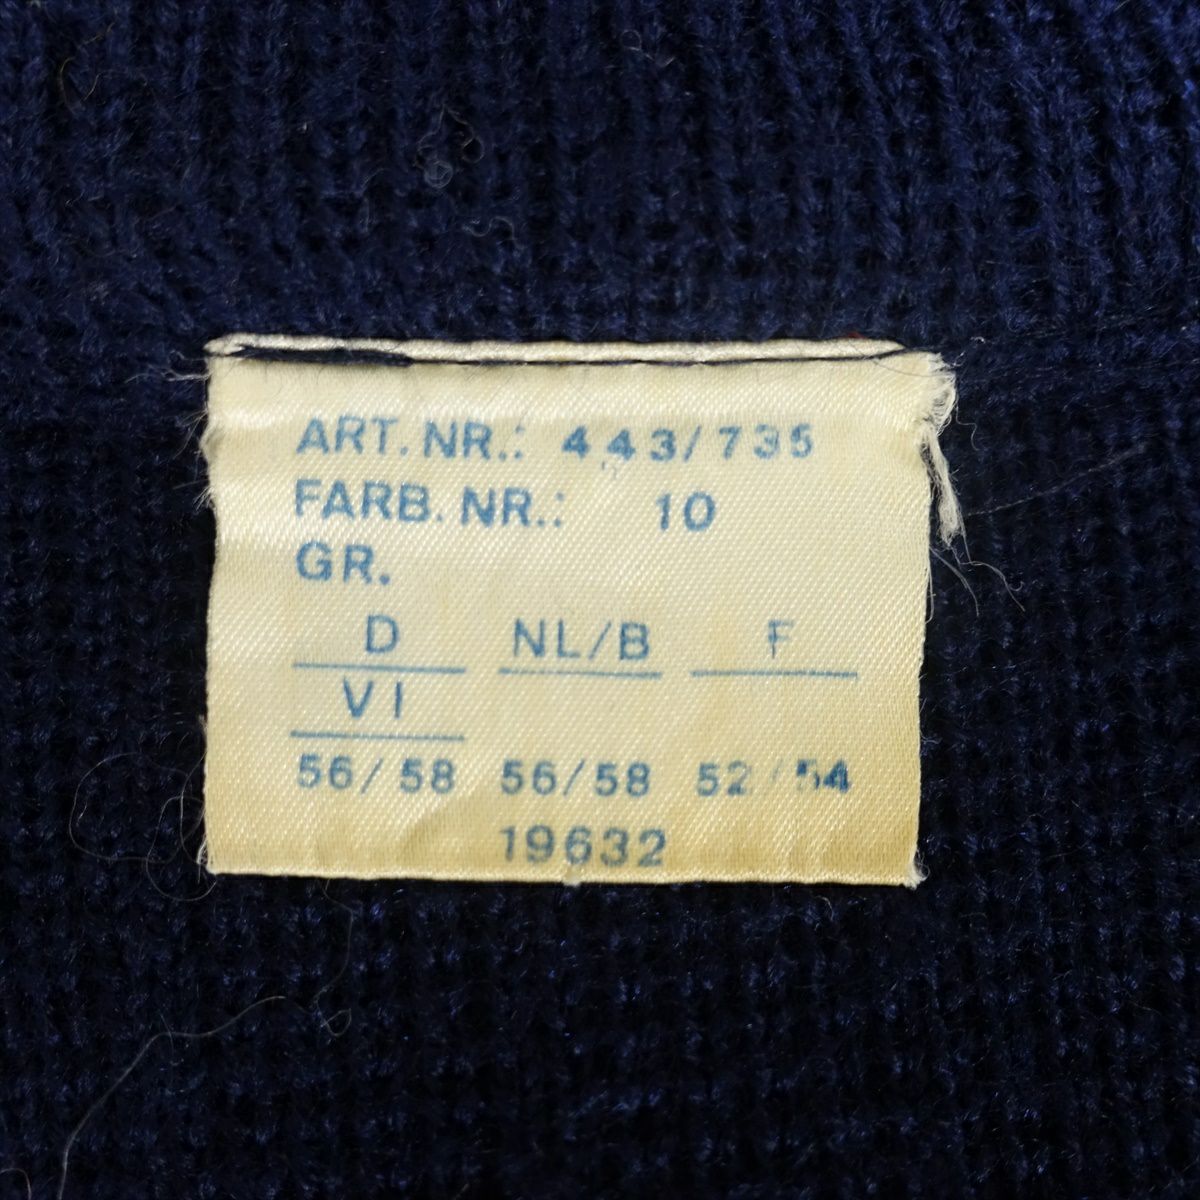 ART. NR.: 443/735
FARB. NR.: 10
GR.
D NL/B F
VI
56/58 56/58 52/54
19632